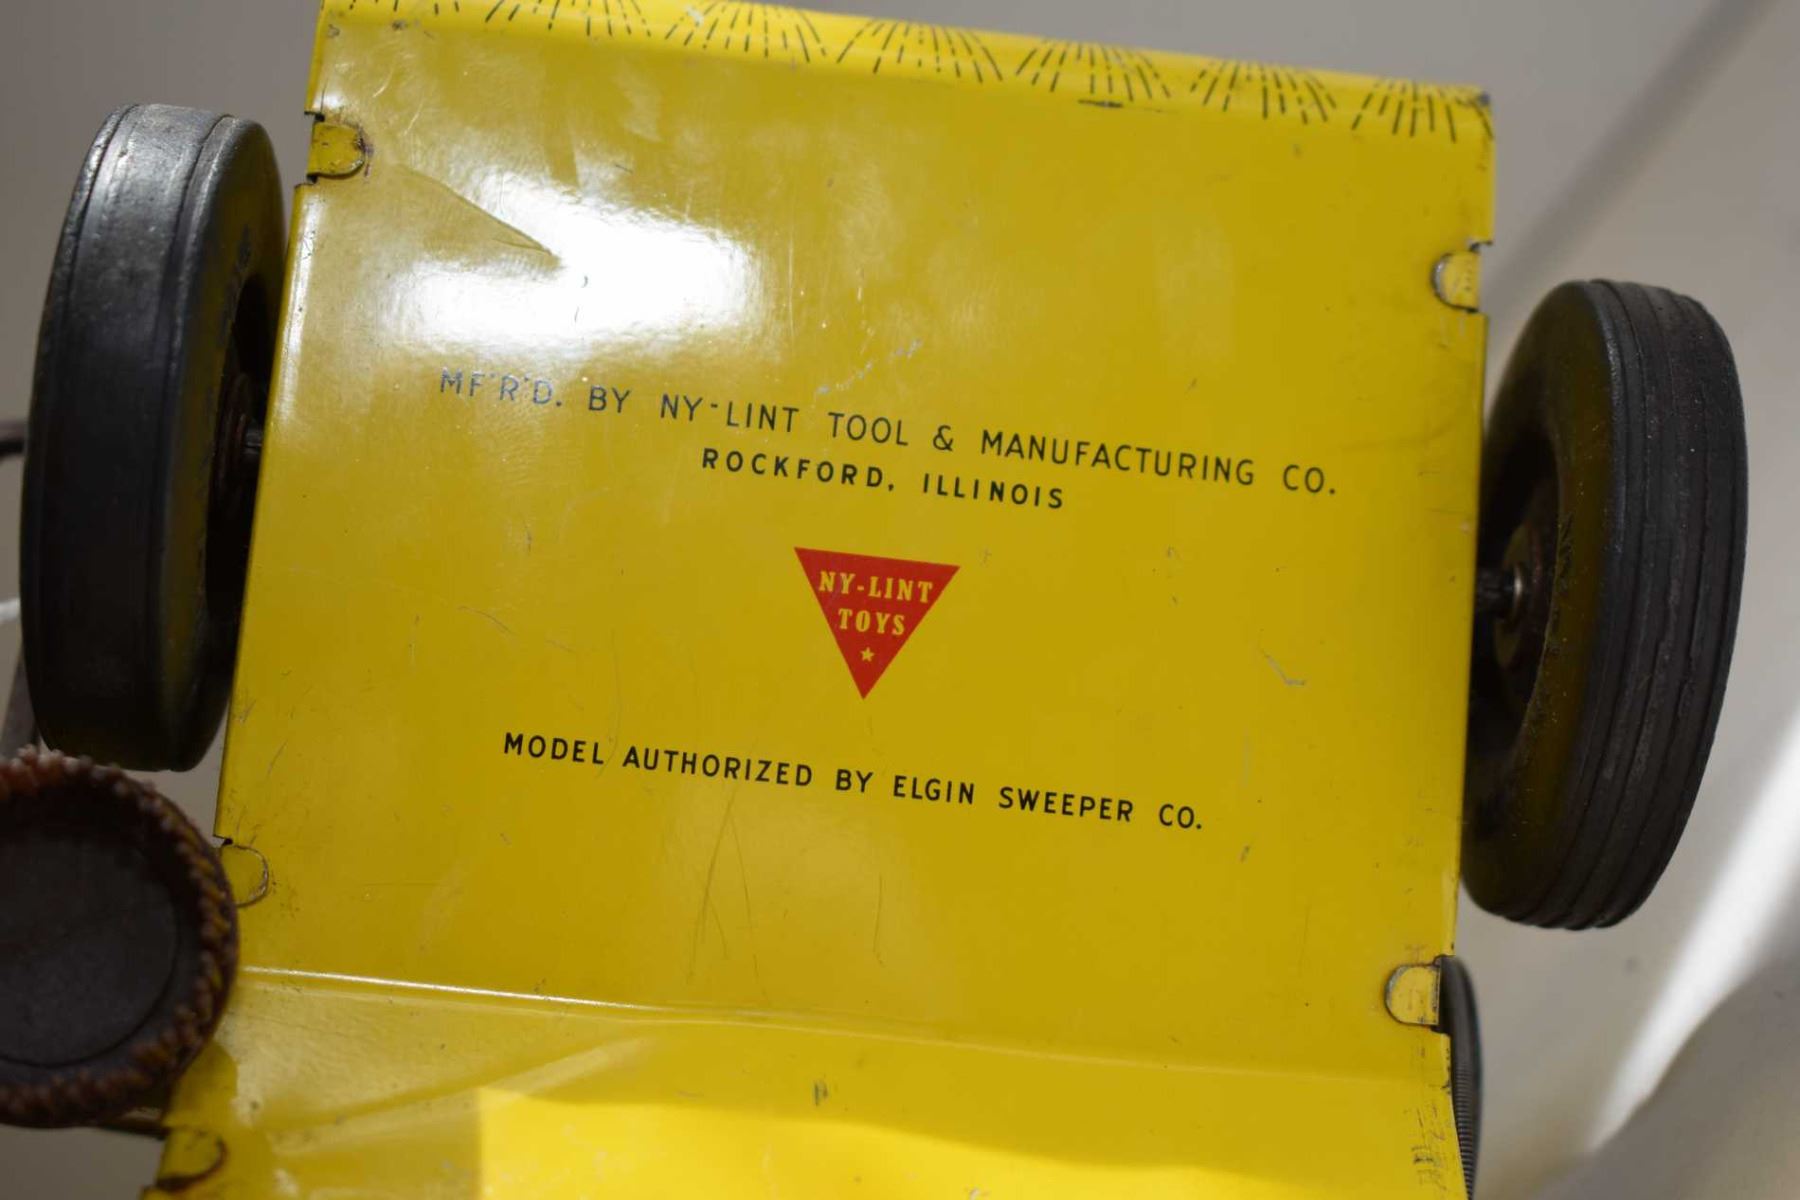 MF'R'D. BY NY-LINT TOOL & MANUFACTURING CO.
ROCKFORD, ILLINOIS
NY-LINT
TOYS
MODEL AUTHORIZED BY ELGIN SWEEPER CO.